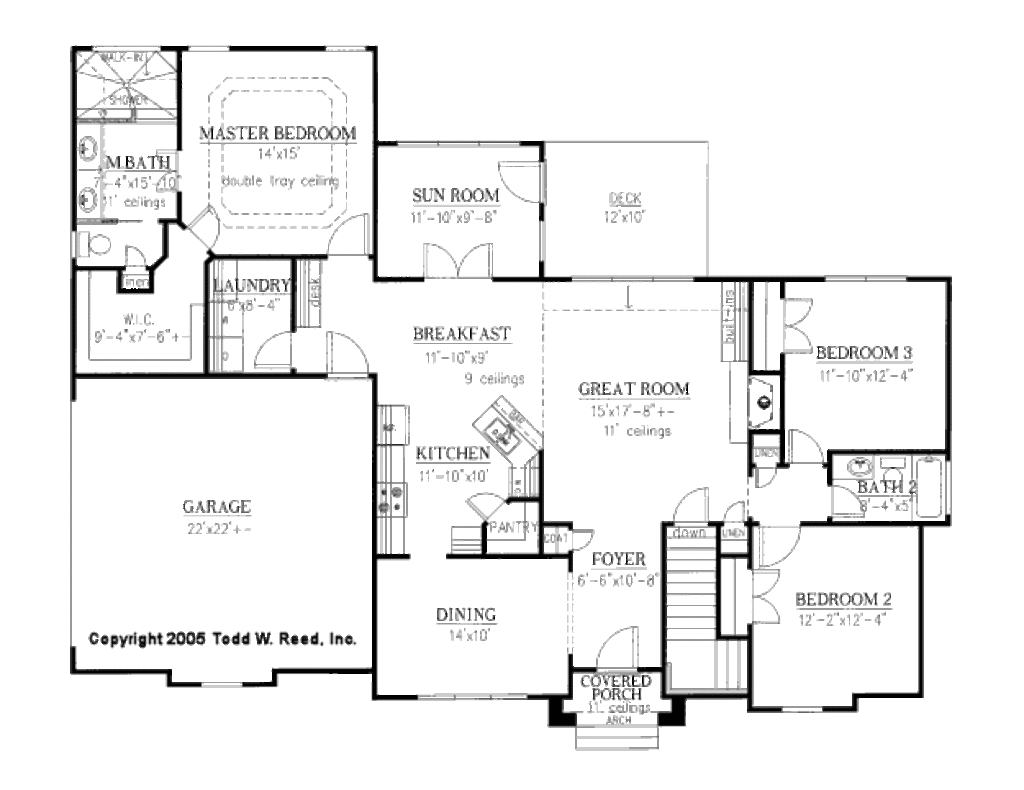 WALK-IN
SHOWER
MASTER BEDROOM
14'x15'
double tray ceiling
M.BATH
7'-4"x15'-10"
11' ceilings
SUN ROOM
11'-10"x9'-8"
DECK
12'x10'
linen
LAUNDRY
6'x8'-4"
desk
W.I.C.
9'-4"x7'-6"+-
W
D
BREAKFAST
11'-10"x9'
9 ceilings
built-ins
BEDROOM 3
11'-10"x12'-4"
GREAT ROOM
15'x17'-8"+-
11' ceilings
REF.
BAR
KITCHEN
11'-10"x10'
LINEN
BATH 2
8'-4"x5'
GARAGE
22'x22'+-
PANTRY
COAT
down
LINEN
FOYER
6'-6"x10'-8"
DINING
14'x10'
BEDROOM 2
12'-2"x12'-4"
Copyright 2005 Todd W. Reed, Inc.
COVERED
PORCH
11' ceilings
ARCH